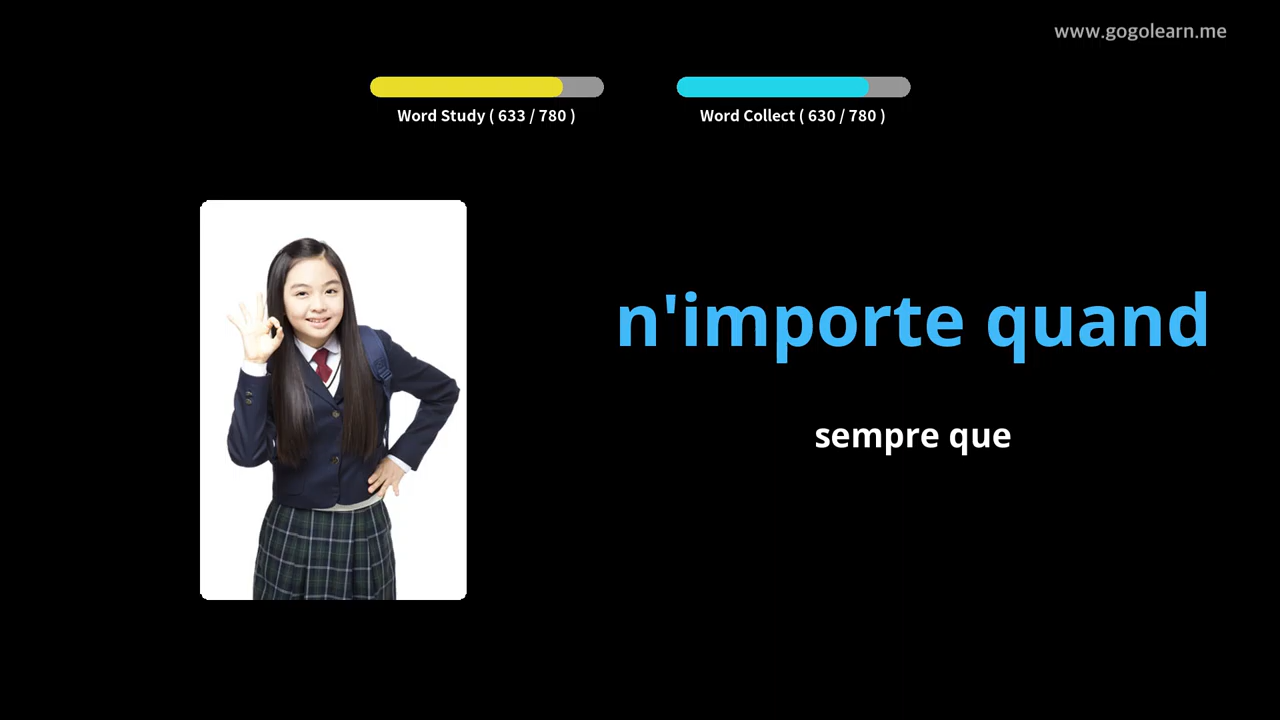 www.gogolearn.me
Word Study ( 633 / 780 )
Word Collect ( 630 / 780 )
n'importe quand
sempre que